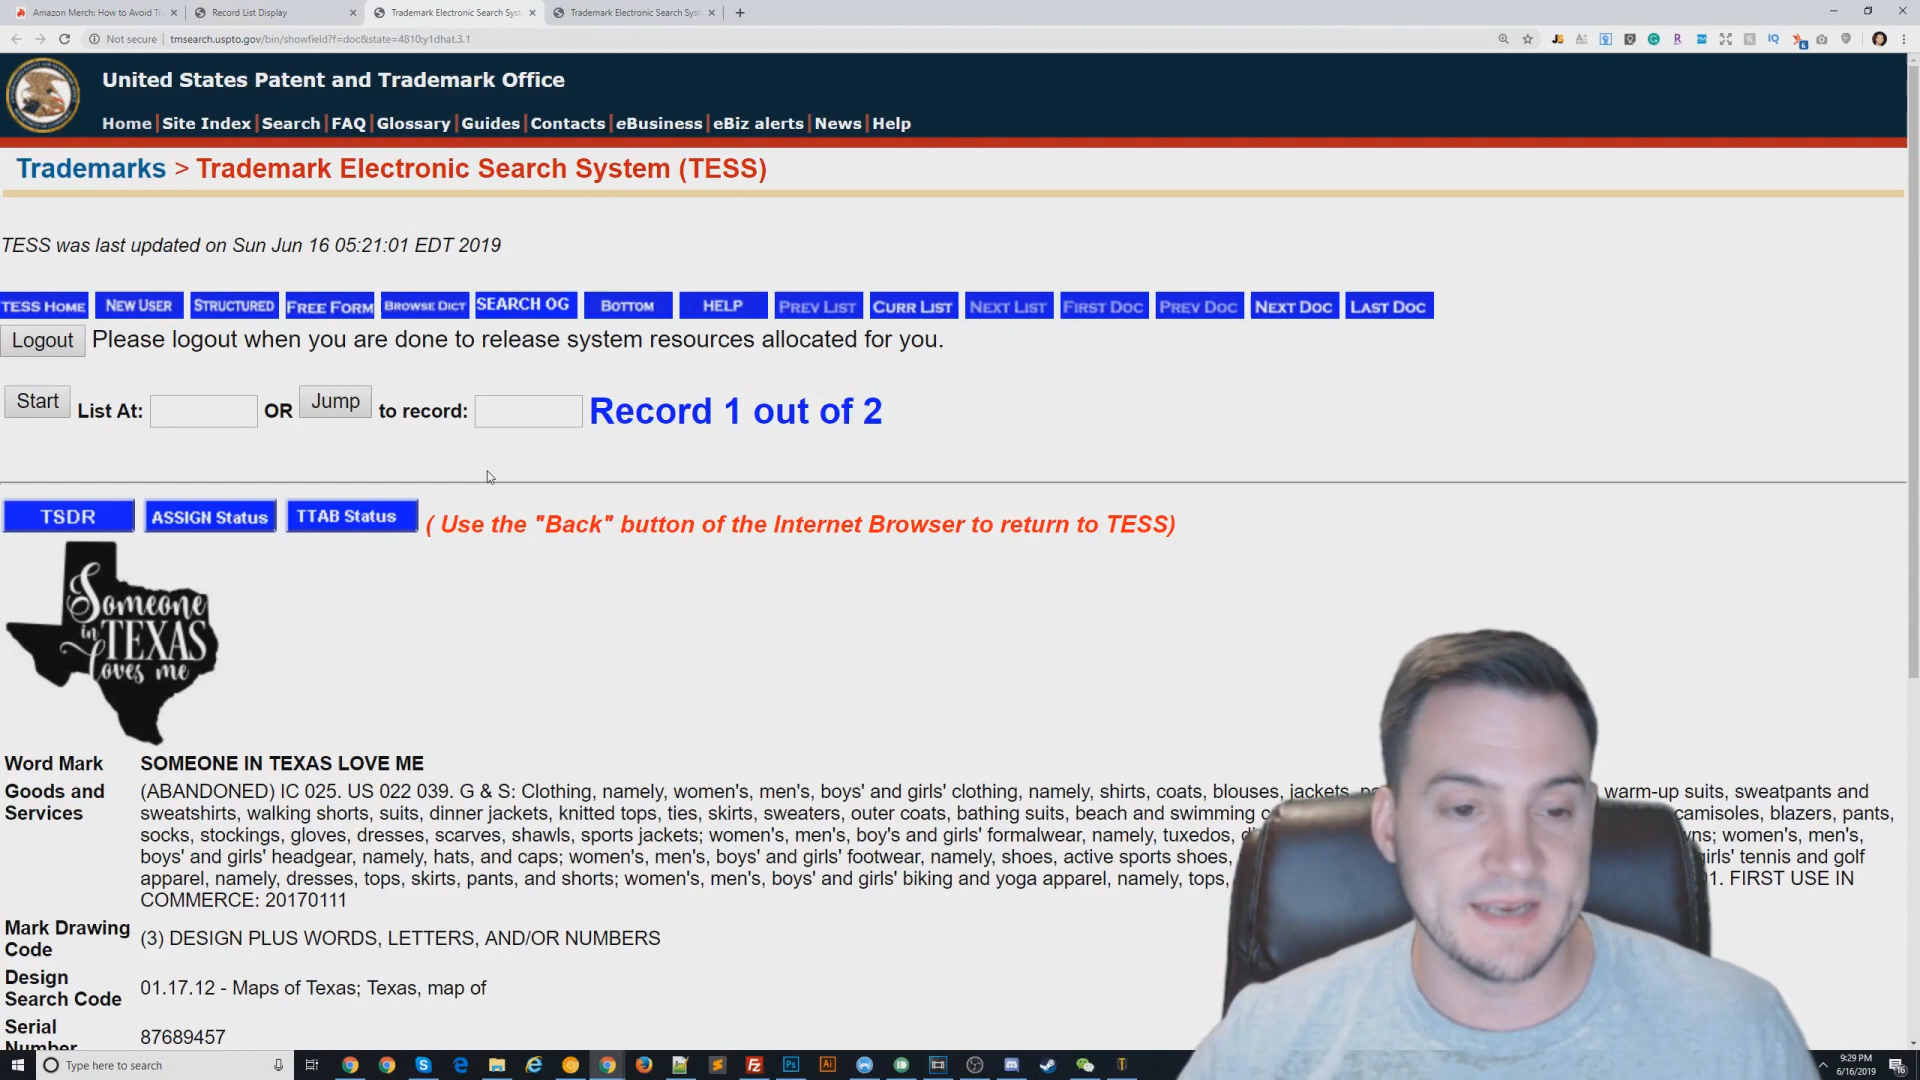 Amazon Merch: How to Avoid Tr
Record List Display
Trademark Electronic Search Syst
Trademark Electronic Search Syst
Not secure | tmsearch.uspto.gov/bin/showfield?f=doc&state=4810:y1dhat.3.1
United States Patent and Trademark Office
Home | Site Index | Search | FAQ | Glossary | Guides | Contacts | eBusiness | eBiz alerts | News | Help
Trademarks > Trademark Electronic Search System (TESS)
TESS was last updated on Sun Jun 16 05:21:01 EDT 2019
TESS HOME NEW USER STRUCTURED FREE FORM BROWSE DICT SEARCH OG BOTTOM HELP PREV LIST CURR LIST NEXT LIST FIRST DOC PREV DOC NEXT DOC LAST DOC
Logout Please logout when you are done to release system resources allocated for you.
Start List At: OR Jump to record: Record 1 out of 2
TSDR ASSIGN Status TTAB Status ( Use the "Back" button of the Internet Browser to return to TESS)
Someone
in TEXAS
loves me
Word Mark SOMEONE IN TEXAS LOVE ME
Goods and Services (ABANDONED) IC 025. US 022 039. G & S: Clothing, namely, women's, men's, boys' and girls' clothing, namely, shirts, coats, blouses, jackets, warm-up suits, sweatpants and
sweatshirts, walking shorts, suits, dinner jackets, knitted tops, ties, skirts, sweaters, outer coats, bathing suits, beach and swimming camisoles, blazers, pants,
socks, stockings, gloves, dresses, scarves, shawls, sports jackets; women's, men's, boy's and girls' formalwear, namely, tuxedos, women's, men's,
boys' and girls' headgear, namely, hats, and caps; women's, men's, boys' and girls' footwear, namely, shoes, active sports shoes, girls' tennis and golf
apparel, namely, dresses, tops, skirts, pants, and shorts; women's, men's, boys' and girls' biking and yoga apparel, namely, tops, FIRST USE IN
COMMERCE: 20170111
Mark Drawing Code (3) DESIGN PLUS WORDS, LETTERS, AND/OR NUMBERS
Design Search Code 01.17.12 - Maps of Texas; Texas, map of
Serial Number 87689457
Type here to search
9:29 PM
6/16/2019